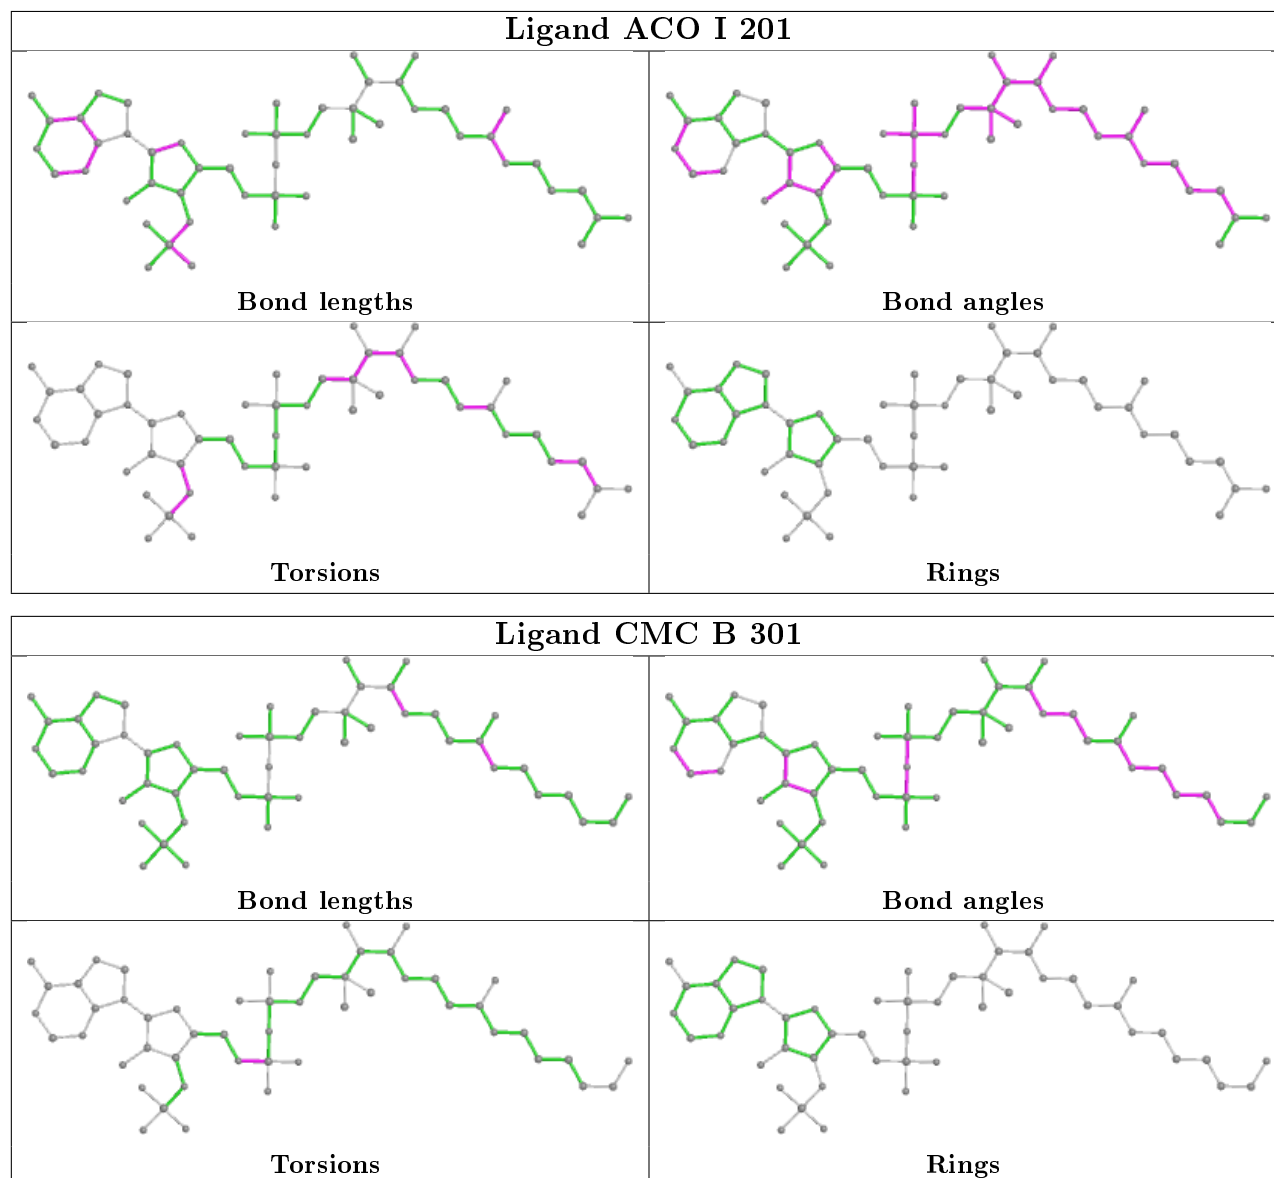 Ligand ACO I 201
Bond lengths
Bond angles
Torsions
Rings
Ligand CMC B 301
Bond lengths
Bond angles
Torsions
Rings